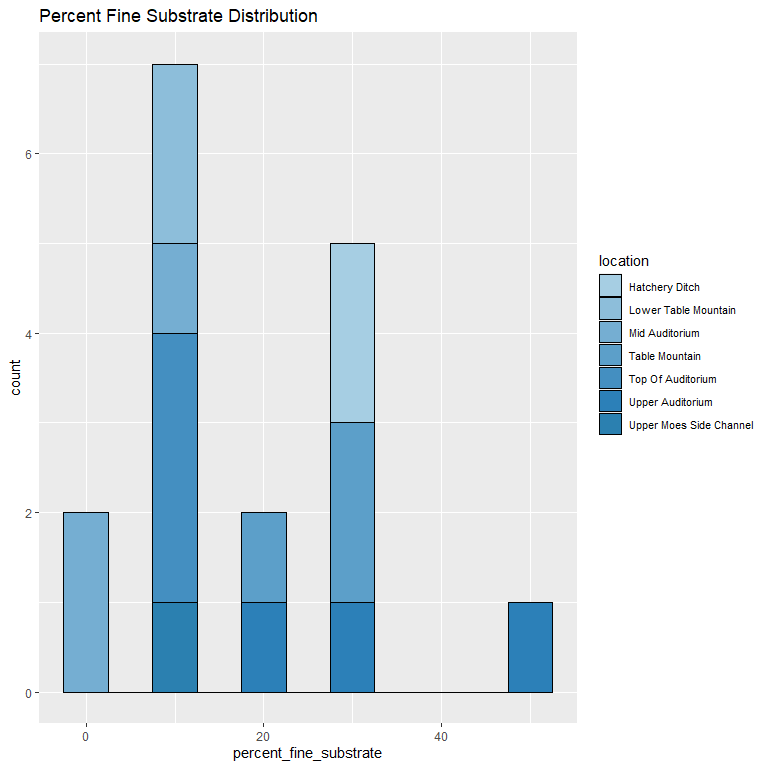 Percent Fine Substrate Distribution
6
4
2
0
count
0
20
40
percent_fine_substrate
location
Hatchery Ditch
Lower Table Mountain
Mid Auditorium
Table Mountain
Top Of Auditorium
Upper Auditorium
Upper Moes Side Channel